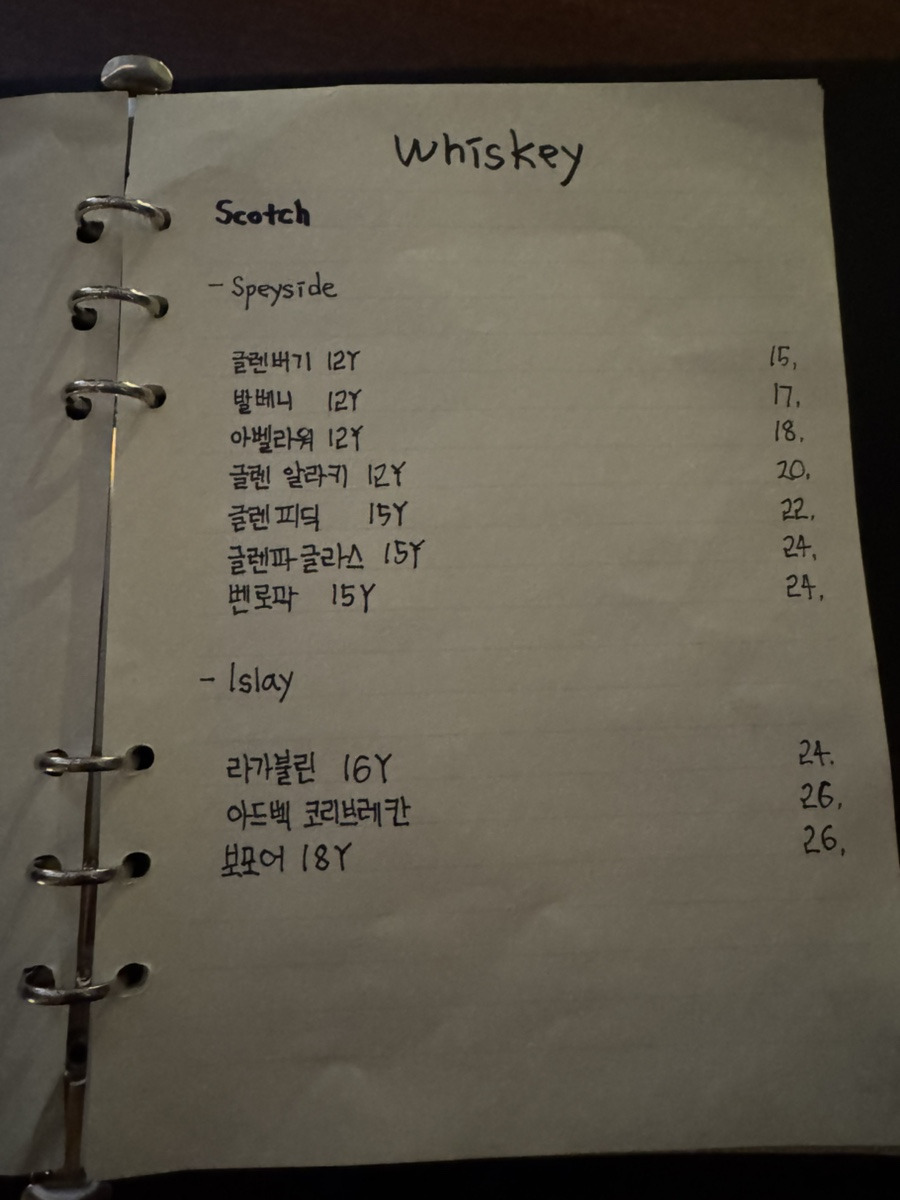 Whiskey
Scotch
- Speyside
글렌버기 12Y 15,
발베니 12Y 17,
아벨라워 12Y 18,
글렌 알라키 12Y 20,
글렌피딕 15Y 22,
글렌파글라스 15Y 24,
벤로막 15Y 24,
- Islay
라가불린 16Y 24.
아드벡 코리브레칸 26,
보모어 18Y 26,